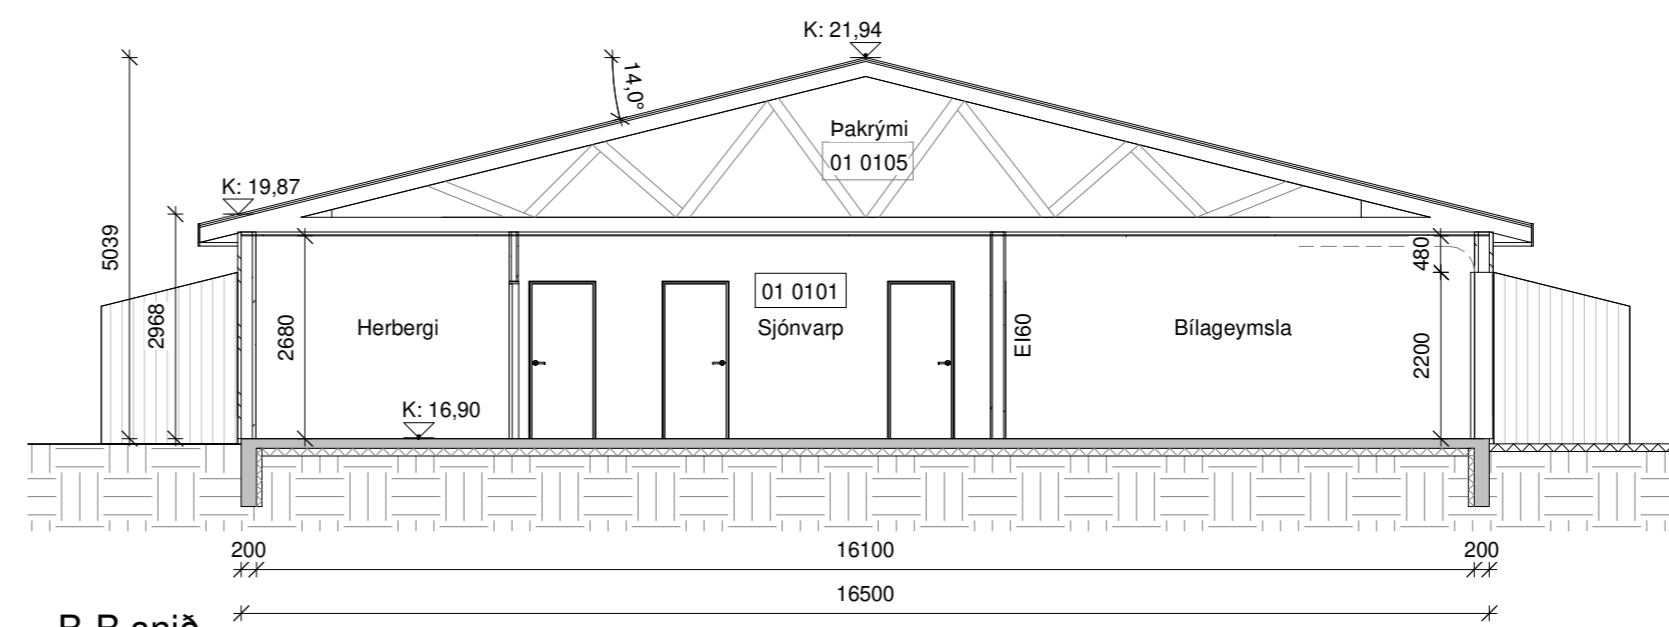 K: 21,94
14,0°
Þakrými
01 0105
K: 19,87
5039
2968
2680
480
01 0101
Herbergi
Sjónvarp
EI60
Bílageymsla
2200
K: 16,90
200
16100
200
16500